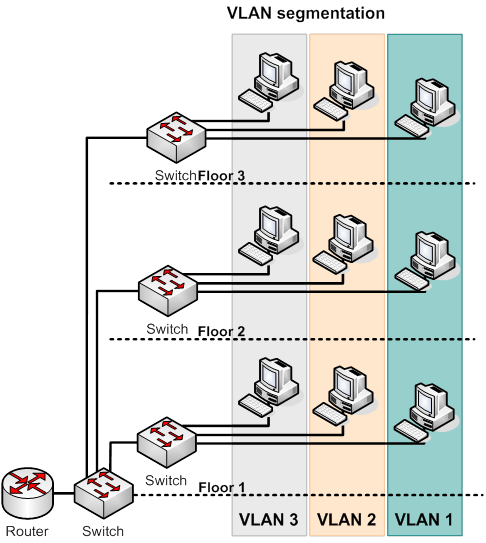 VLAN segmentation
Switch
Floor 3
Switch
Floor 2
Switch
Floor 1
Router
Switch
VLAN 3
VLAN 2
VLAN 1